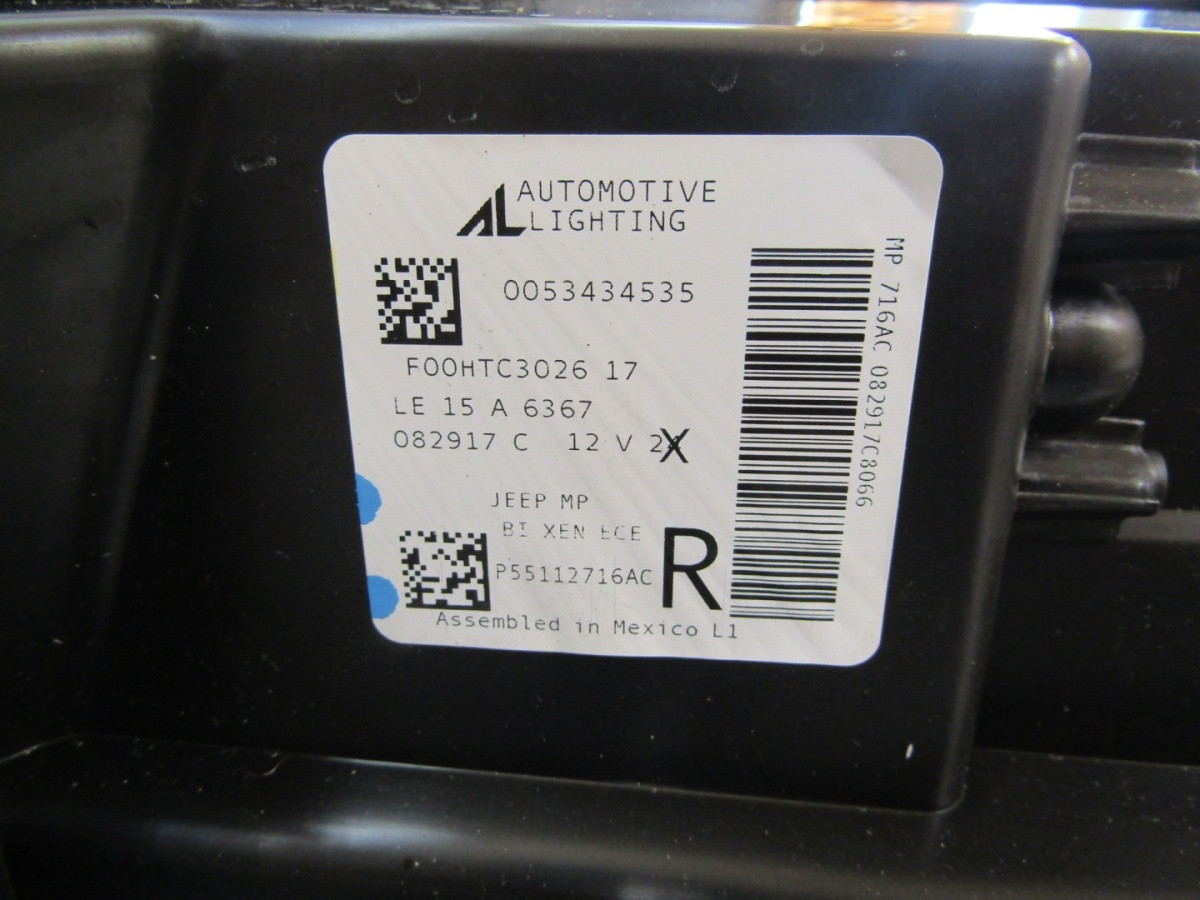 AL AUTOMOTIVE
LIGHTING
0053434535
F00HTC3026 17
LE 15 A 6367
082917 C 12 V
JEEP MP
BI XEN ECE
P55112716AC
R
Assembled in Mexico L1
MP 716AC 082917C8066